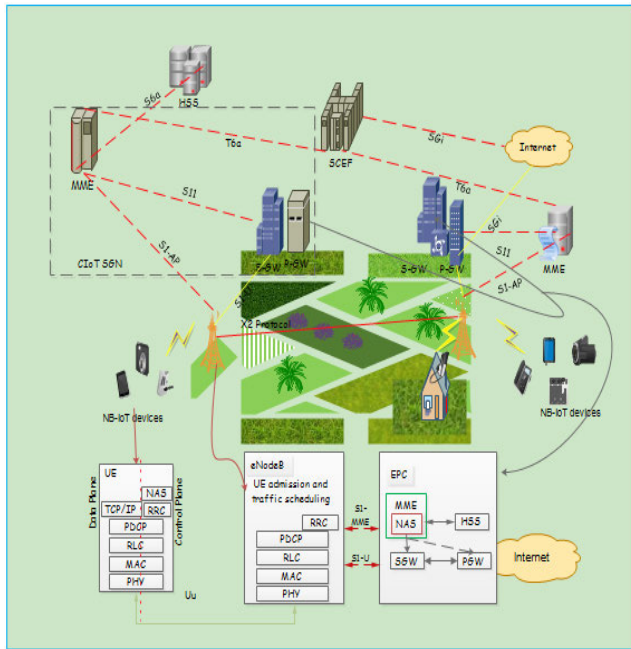 S6a
HSS
T6a
SCEF
SGi
Internet
MME
S11
T6a
SGi
S11
MME
S1-AP
CIoT SGN
S-GW
P-GW
S-GW
P-GW
S1-AP
X2 Protocol
NB-IoT devices
NB-IoT devices
UE
NAS
TCP/IP
RRC
PDCP
RLC
MAC
PHY
Data Plane
Control Plane
Uu
eNodeB
UE admission and
traffic scheduling
RRC
PDCP
RLC
MAC
PHY
S1-
MME
S1-U
EPC
MME
NAS
HSS
SGW
PGW
Internet